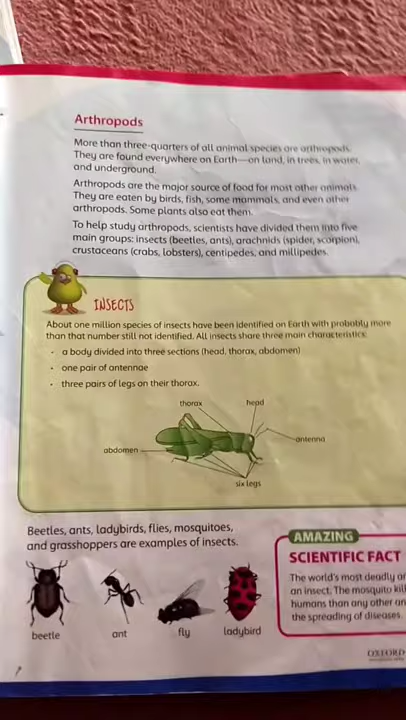 Arthropods
More than three-quarters of all animal species are arthropods.
They are found everywhere on Earth—on land, in trees, in water,
and underground.
Arthropods are the major source of food for most other animals.
They are eaten by birds, fish, some mammals, and even other
arthropods. Some plants also eat them.
To help study arthropods, scientists have divided them into five
main groups: insects (beetles, ants), arachnids (spider, scorpion),
crustaceans (crabs, lobsters), centipedes, and millipedes.
INSECTS
About one million species of insects have been identified on Earth with probably more
than that number still not identified. All insects share three main characteristics:
• a body divided into three sections (head, thorax, abdomen)
• one pair of antennae
• three pairs of legs on their thorax.
thorax
head
antenna
abdomen
six legs
Beetles, ants, ladybirds, flies, mosquitoes,
and grasshoppers are examples of insects.
beetle
ant
fly
ladybird
AMAZING
SCIENTIFIC FACT
The world's most deadly
an insect. The mosquito
humans than any other
the spreading of diseases.
OXFORD